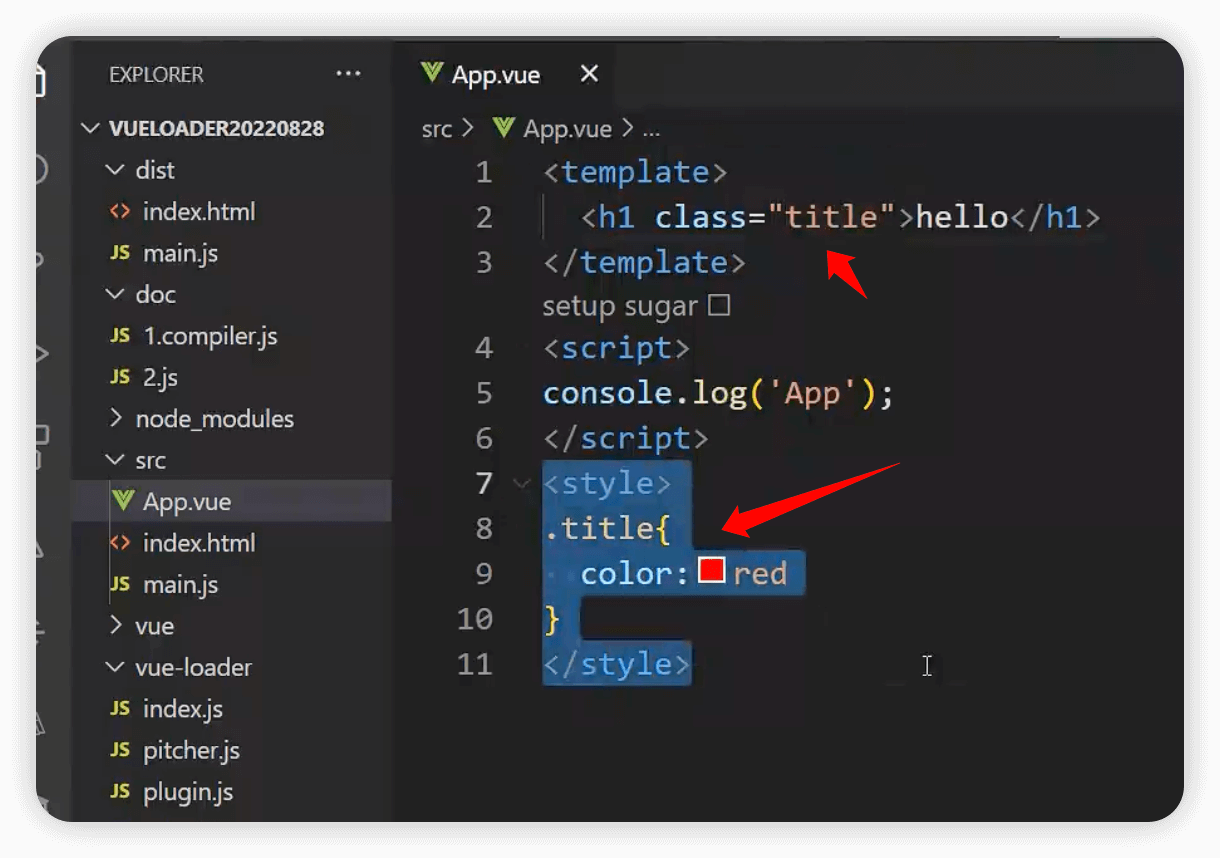 EXPLORER ···
VUELOADER20220828
dist
index.html
JS main.js
doc
JS 1.compiler.js
JS 2.js
node_modules
src
App.vue
index.html
JS main.js
vue
vue-loader
JS index.js
JS pitcher.js
JS plugin.js
App.vue
src > App.vue > ...
1 <template>
2 <h1 class="title">hello</h1>
3 </template>
setup sugar
4 <script>
5 console.log('App');
6 </script>
7 <style>
8 .title{
9 color: red
10 }
11 </style>